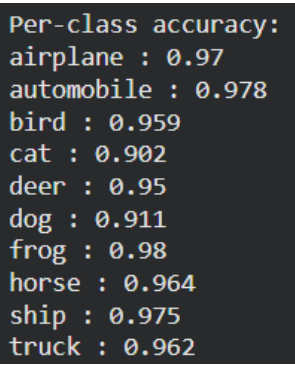 Per-class accuracy:
airplane : 0.97
automobile : 0.978
bird : 0.959
cat : 0.902
deer : 0.95
dog : 0.911
frog : 0.98
horse : 0.964
ship : 0.975
truck : 0.962